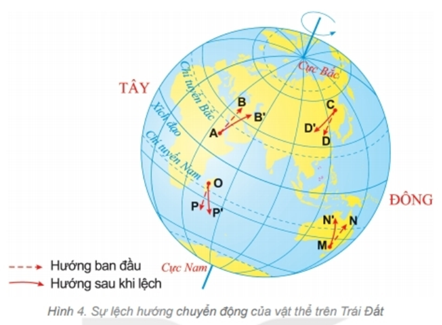 Cực Bắc
TÂY
Chí tuyến Bắc
B
B'
A
C
D'
D
Xích đạo
Chí tuyến Nam
O
P
P'
ĐÔNG
N'
N
M
Hướng ban đầu
Cực Nam
Hướng sau khi lệch
Hình 4. Sự lệch hướng chuyển động của vật thể trên Trái Đất